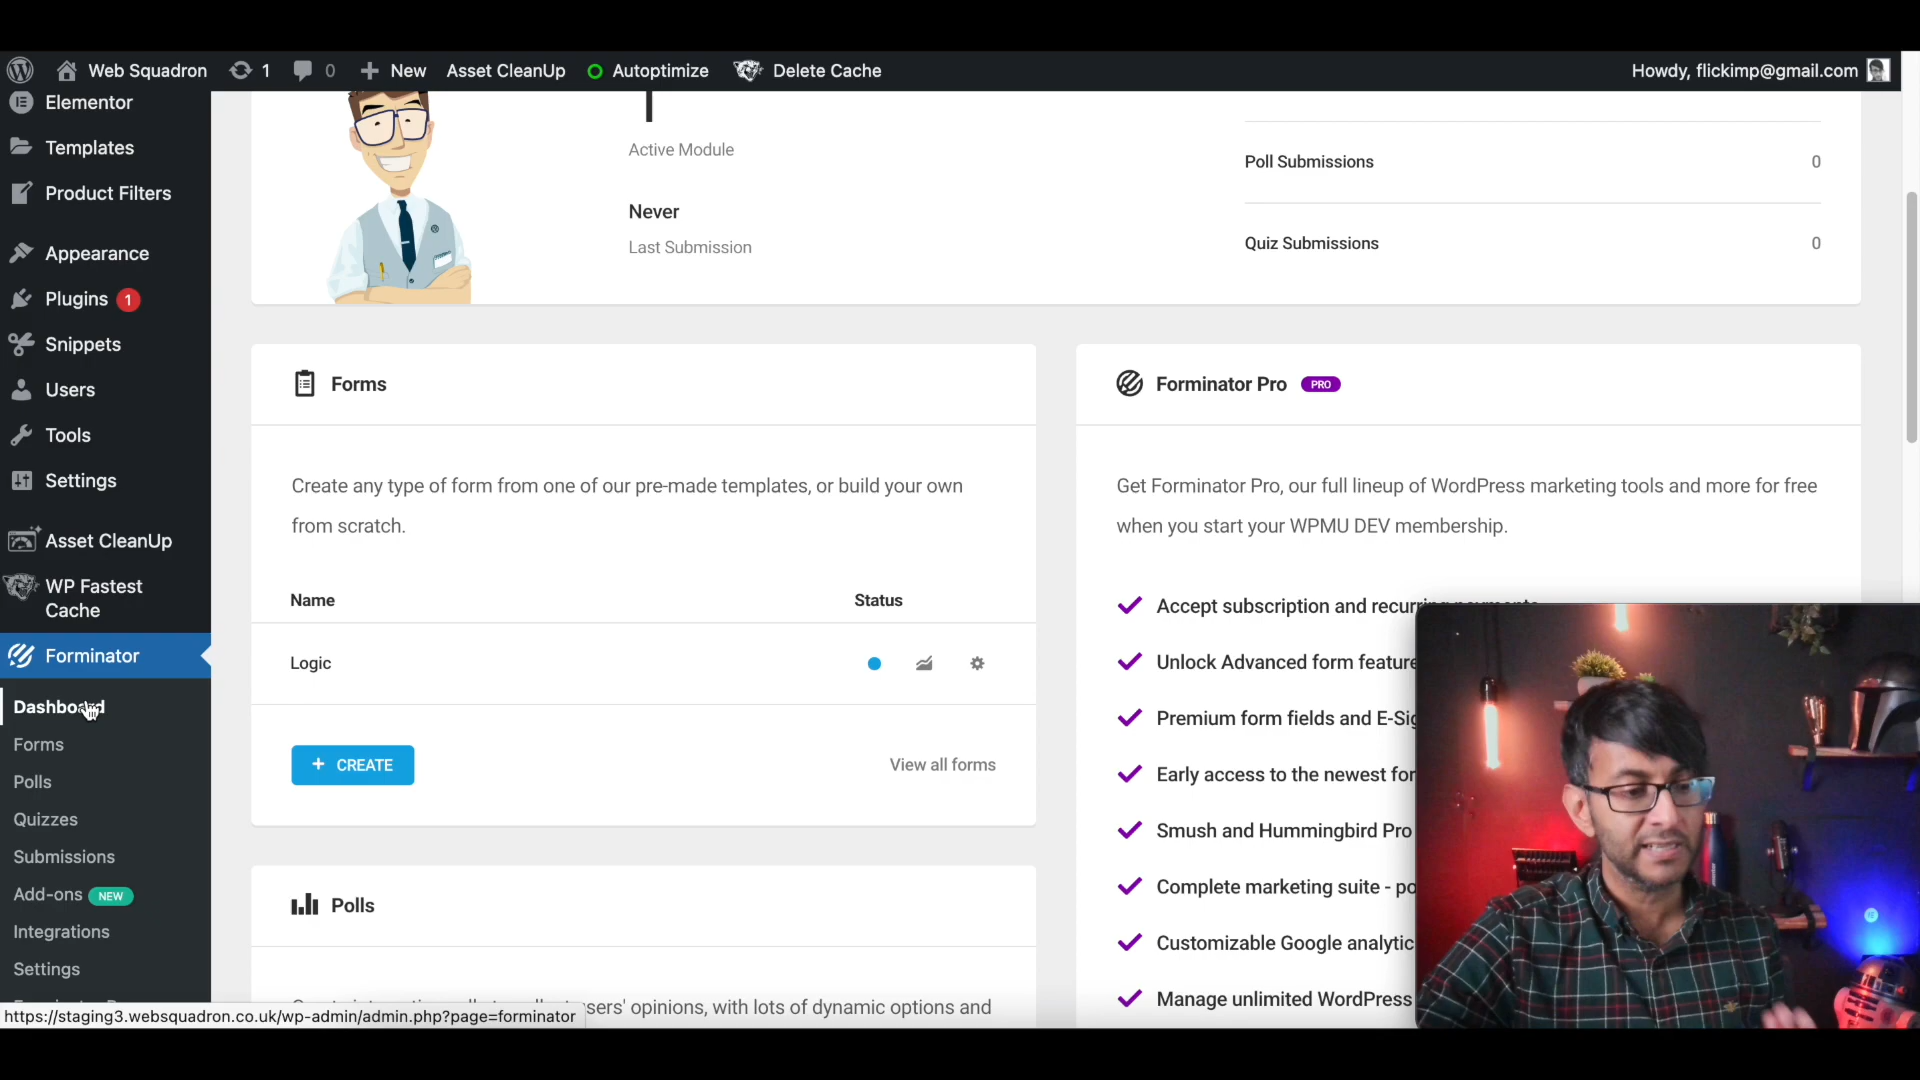 Web Squadron
1
0
New
Asset CleanUp
Autoptimize
Delete Cache
Howdy, flickimp@gmail.com
Elementor
Templates
Product Filters
Appearance
Plugins 1
Snippets
Users
Tools
Settings
Asset CleanUp
WP Fastest
Cache
Forminator
Dashboard
Forms
Polls
Quizzes
Submissions
Add-ons NEW
Integrations
Settings
https://staging3.websquadron.co.uk/wp-admin/admin.php?page=forminator
Active Module
Never
Last Submission
Poll Submissions 0
Quiz Submissions 0
Forms
Create any type of form from one of our pre-made templates, or build your own
from scratch.
Name Status
Logic
+ CREATE
View all forms
Polls
users' opinions, with lots of dynamic options and
Forminator Pro PRO
Get Forminator Pro, our full lineup of WordPress marketing tools and more for free
when you start your WPMU DEV membership.
Accept subscription and recurring payments
Unlock Advanced form feature
Premium form fields and E-Sig
Early access to the newest for
Smush and Hummingbird Pro
Complete marketing suite - po
Customizable Google analytic
Manage unlimited WordPress